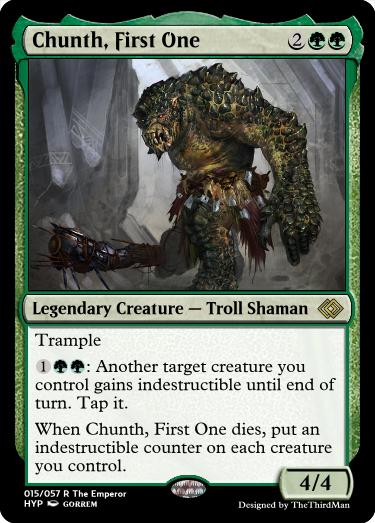 Chunth, First One 2
Legendary Creature — Troll Shaman
Trample
1: Another target creature you
control gains indestructible until end of
turn. Tap it.
When Chunth, First One dies, put an
indestructible counter on each creature
you control.
4/4
015/057 R The Emperor
HYP GORREM
Designed by TheThirdMan